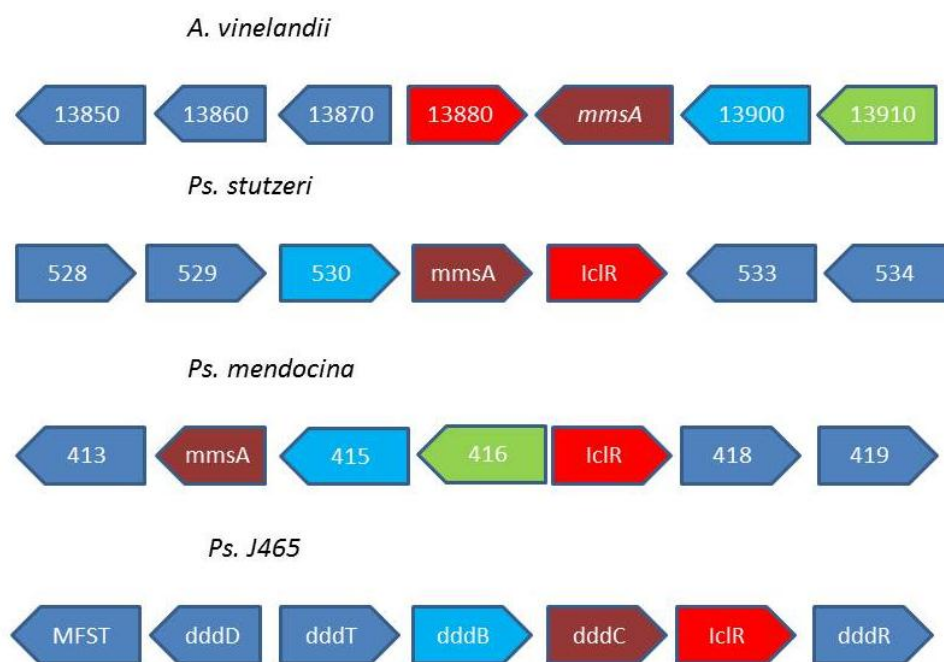 A. vinelandii
13850 13860 13870 13880 mmsA 13900 13910
Ps. stutzeri
528 529 530 mmsA IclR 533 534
Ps. mendocina
413 mmsA 415 416 IclR 418 419
Ps. J465
MFST dddD dddT dddB dddC IclR dddR